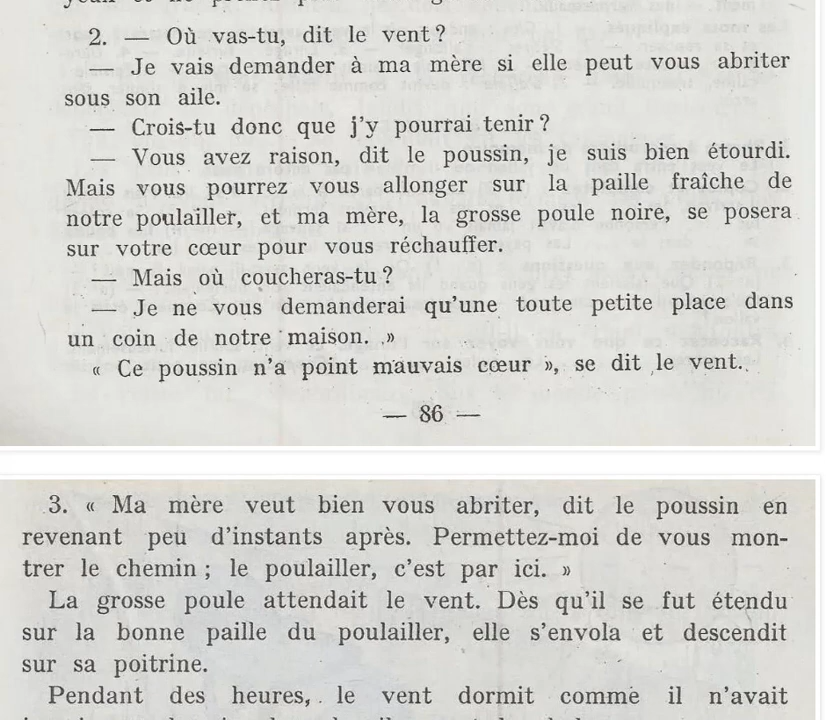 2. — Où vas-tu, dit le vent ?
— Je vais demander à ma mère si elle peut vous abriter
sous son aile.
— Crois-tu donc que j'y pourrai tenir ?
— Vous avez raison, dit le poussin, je suis bien étourdi.
Mais vous pourrez vous allonger sur la paille fraîche de
notre poulailler, et ma mère, la grosse poule noire, se posera
sur votre cœur pour vous réchauffer.
— Mais où coucheras-tu ?
— Je ne vous demanderai qu'une toute petite place dans
un coin de notre maison. »
« Ce poussin n'a point mauvais cœur », se dit le vent.
— 86 —
3. « Ma mère veut bien vous abriter, dit le poussin en
revenant peu d'instants après. Permettez-moi de vous mon-
trer le chemin ; le poulailler, c'est par ici. »
La grosse poule attendait le vent. Dès qu'il se fut étendu
sur la bonne paille du poulailler, elle s'envola et descendit
sur sa poitrine.
Pendant des heures, le vent dormit comme il n'avait